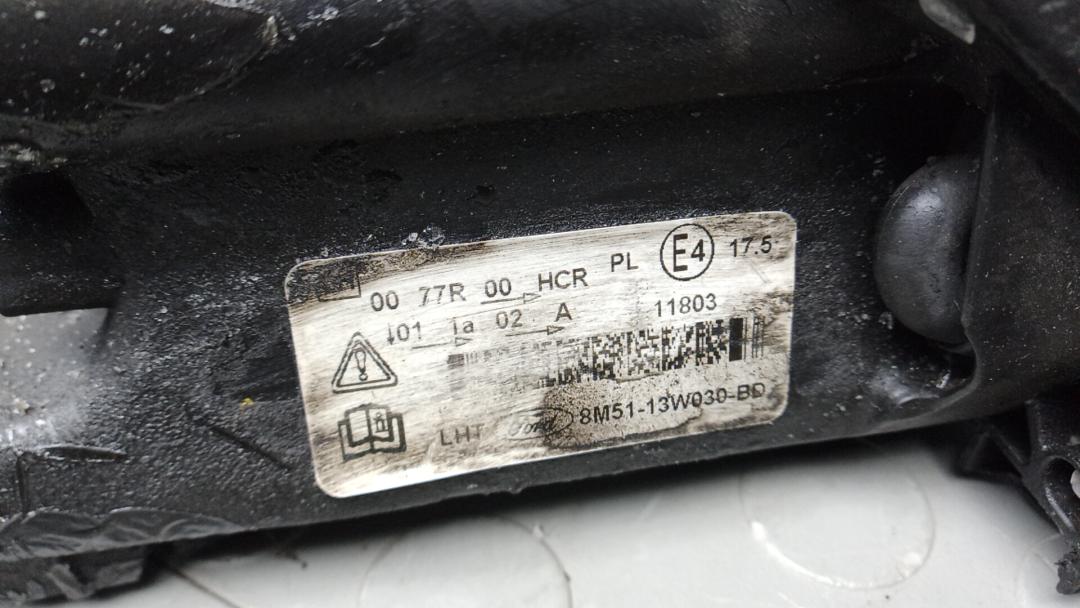 00 77R 00 HCR PL E4 17.5
↓01 1a 02 A 11803
LHT Ford 8M51-13W030-BD